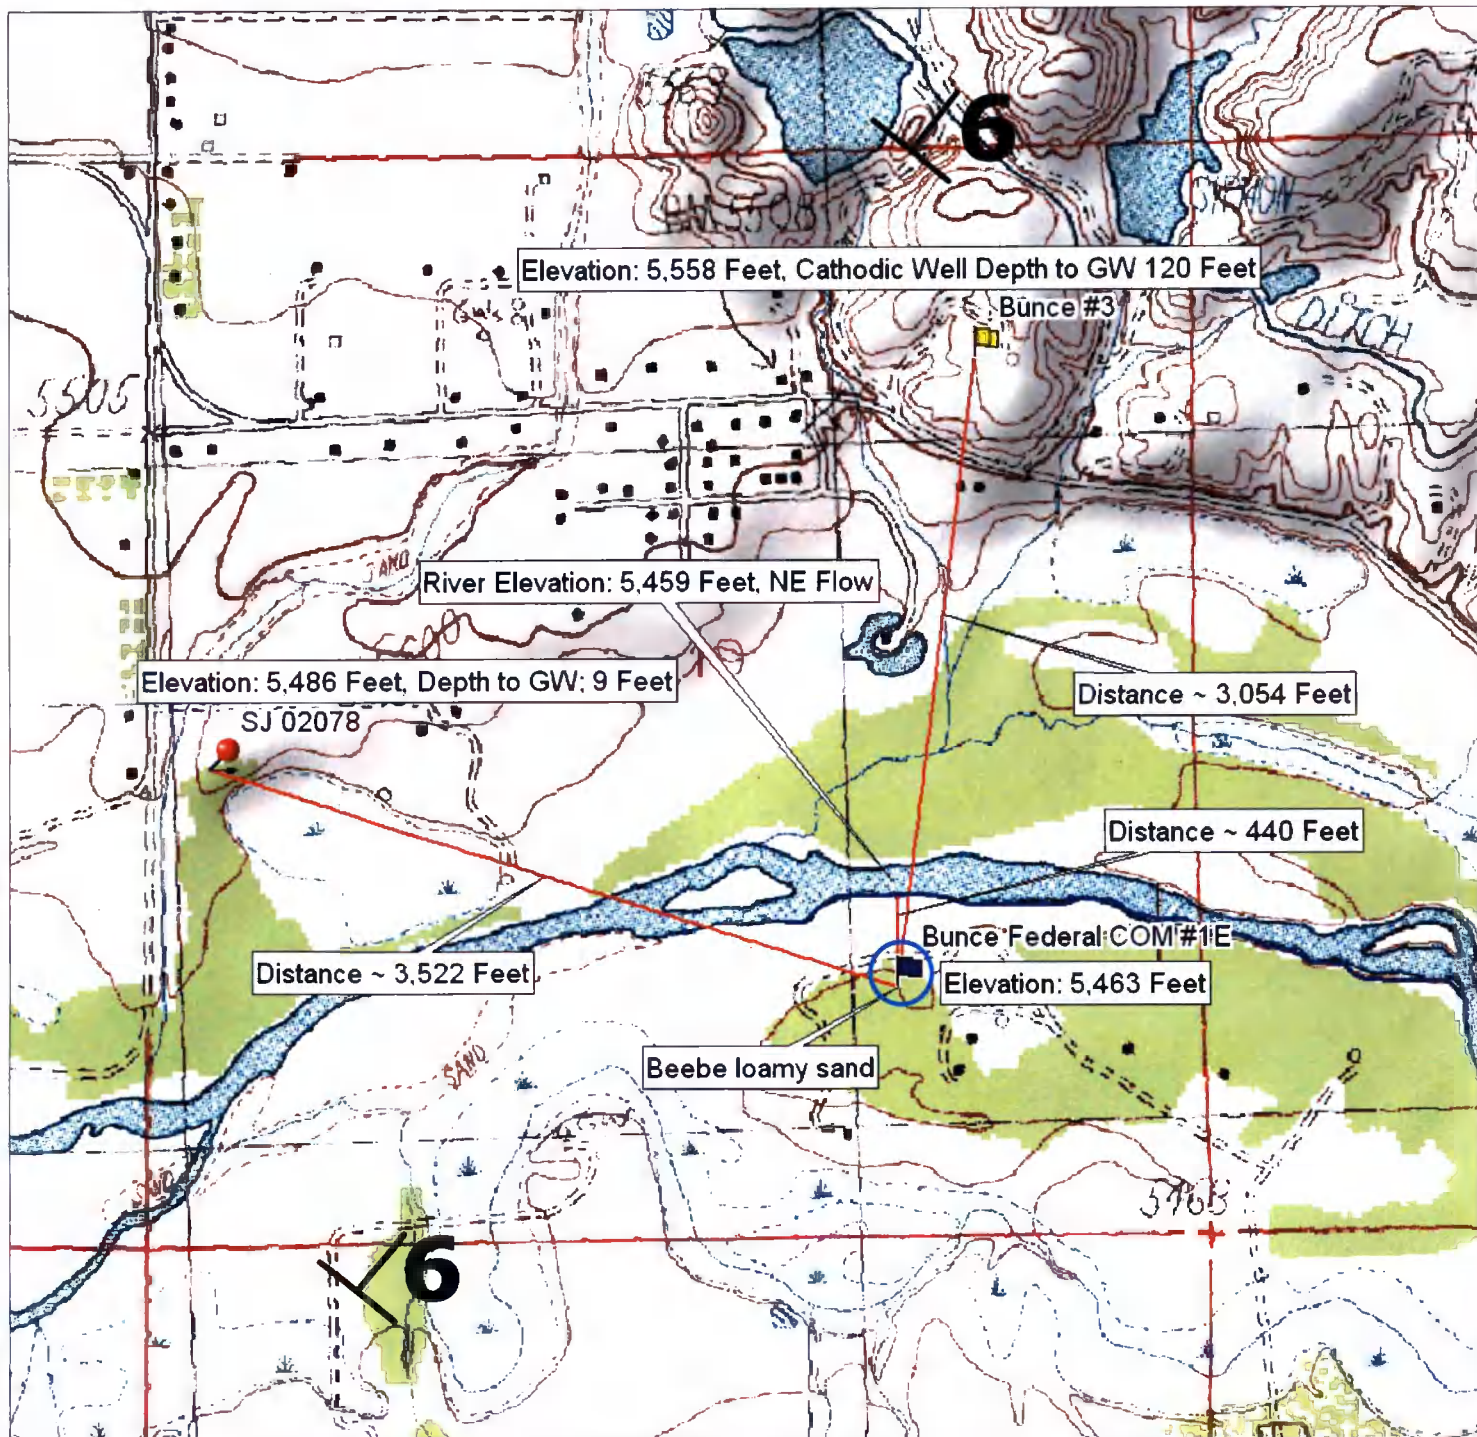 6
SYPHON
Elevation: 5,558 Feet, Cathodic Well Depth to GW 120 Feet
Bunce #3
DITCH
5505
River Elevation: 5,459 Feet, NE Flow
Elevation: 5,486 Feet, Depth to GW: 9 Feet
SJ 02078
Distance ~ 3,054 Feet
Distance ~ 440 Feet
Bunce Federal COM #1E
Distance ~ 3,522 Feet
Elevation: 5,463 Feet
Beebe loamy sand
SAND
5465
6